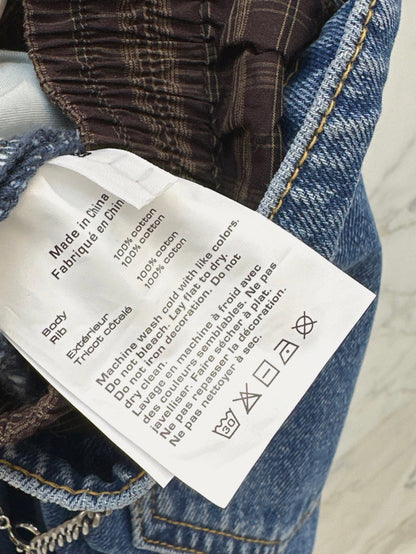 Made in China
Fabriqué en China
Body
Rib
100% cotton
100% cotton
Extérieur
Tricot côtelé
100% cotton
100% cotton
Machine wash cold with like colors.
Do not bleach. Lay flat to dry.
Do not iron decoration. Do not
dry clean.
Lavage en machine à froid avec
des couleurs semblables. Ne pas
javelliser. Faire sécher à plat.
Ne pas repasser la décoration.
Ne pas nettoyer à sec.
30